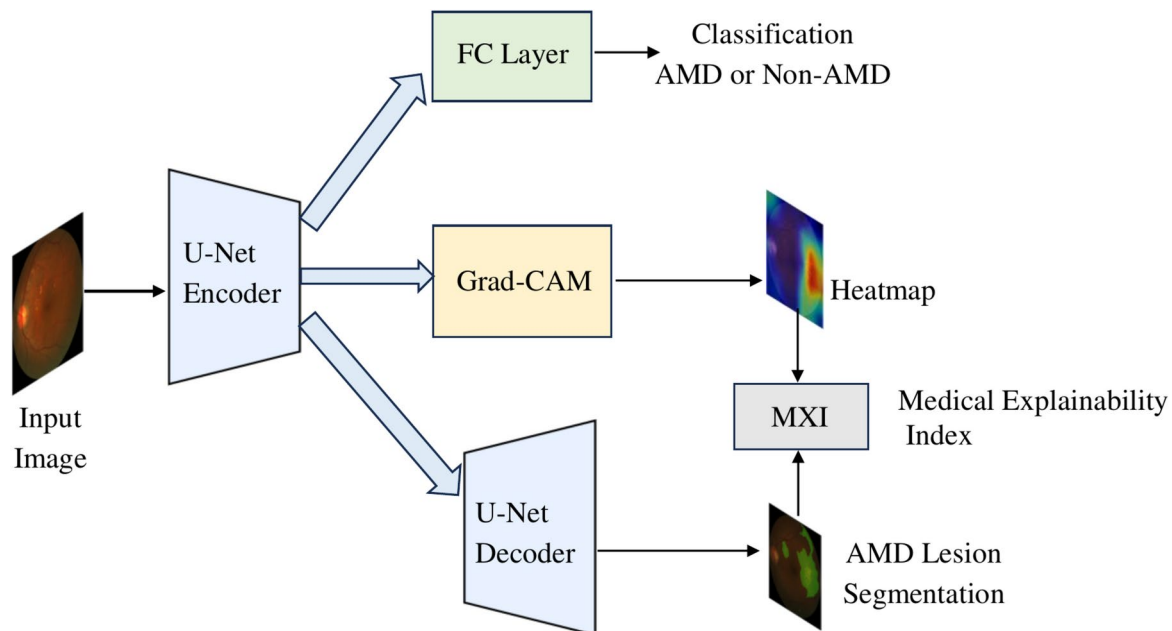 FC Layer
Classification
AMD or Non-AMD
U-Net
Encoder
Grad-CAM
Heatmap
Input
Image
MXI
Medical Explainability
Index
U-Net
Decoder
AMD Lesion
Segmentation